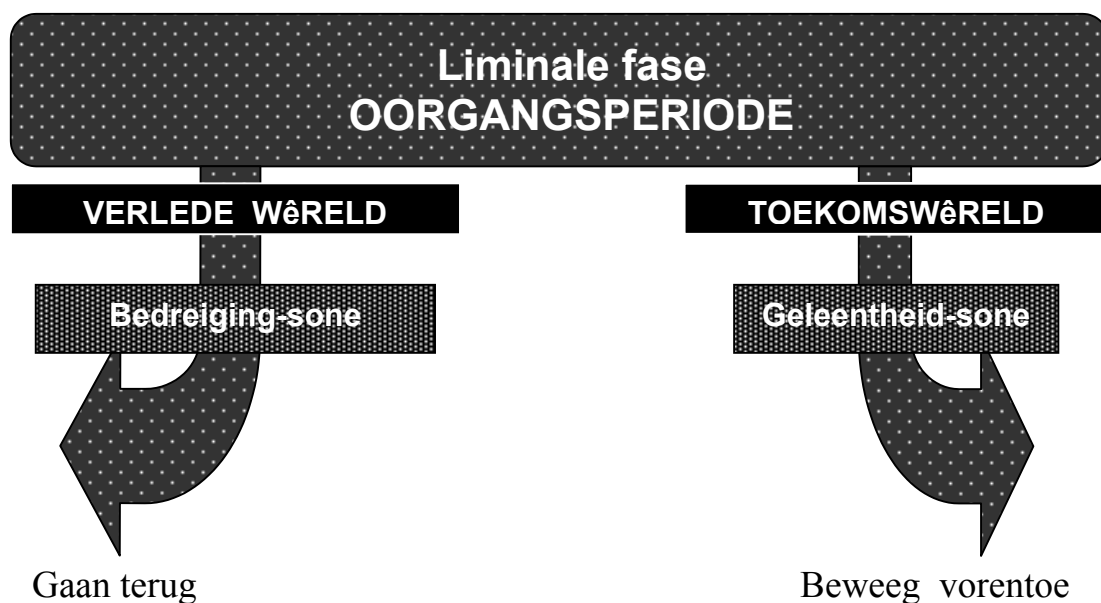 Liminale fase
OORGANGSPERIODE
VERLEDE WêRELD
TOEKOMSWêRELD
Bedreiging-sone
Geleentheid-sone
Gaan terug
Beweeg vorentoe